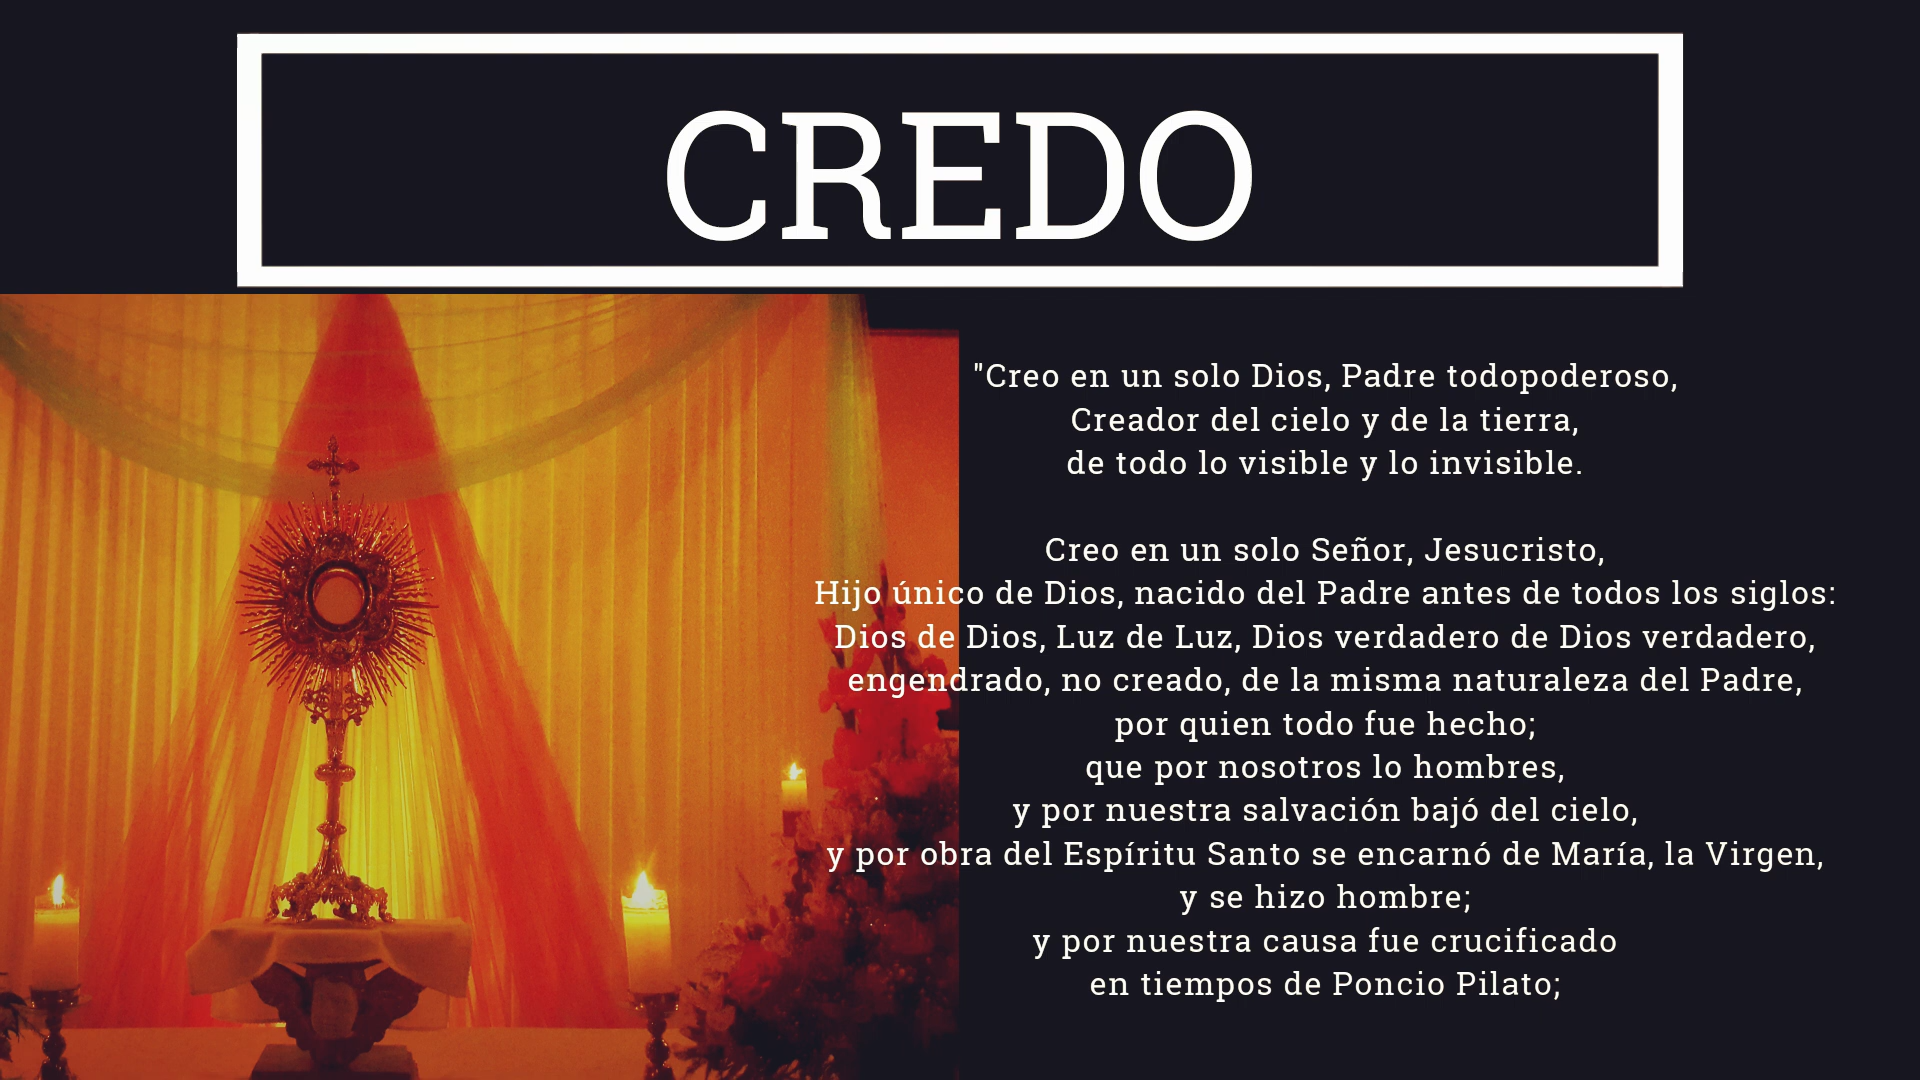 CREDO
"Creo en un solo Dios, Padre todopoderoso,
Creador del cielo y de la tierra,
de todo lo visible y lo invisible.
Creo en un solo Señor, Jesucristo,
Hijo único de Dios, nacido del Padre antes de todos los siglos:
Dios de Dios, Luz de Luz, Dios verdadero de Dios verdadero,
engendrado, no creado, de la misma naturaleza del Padre,
por quien todo fue hecho;
que por nosotros lo hombres,
y por nuestra salvación bajó del cielo,
y por obra del Espíritu Santo se encarnó de María, la Virgen,
y se hizo hombre;
y por nuestra causa fue crucificado
en tiempos de Poncio Pilato;